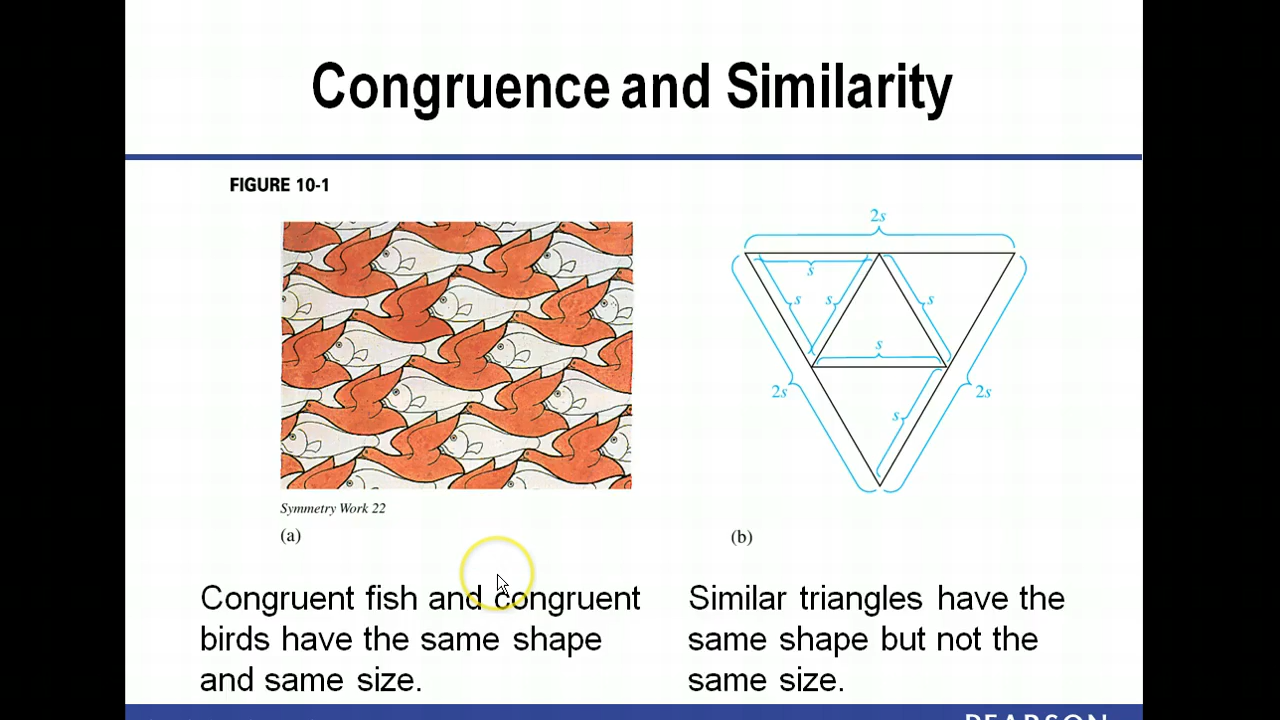 Congruence and Similarity
FIGURE 10-1
2s
s
s
s
s
s
2s
2s
s
Symmetry Work 22
(a)
(b)
Congruent fish and congruent
birds have the same shape
and same size.
Similar triangles have the
same shape but not the
same size.
PEARSON